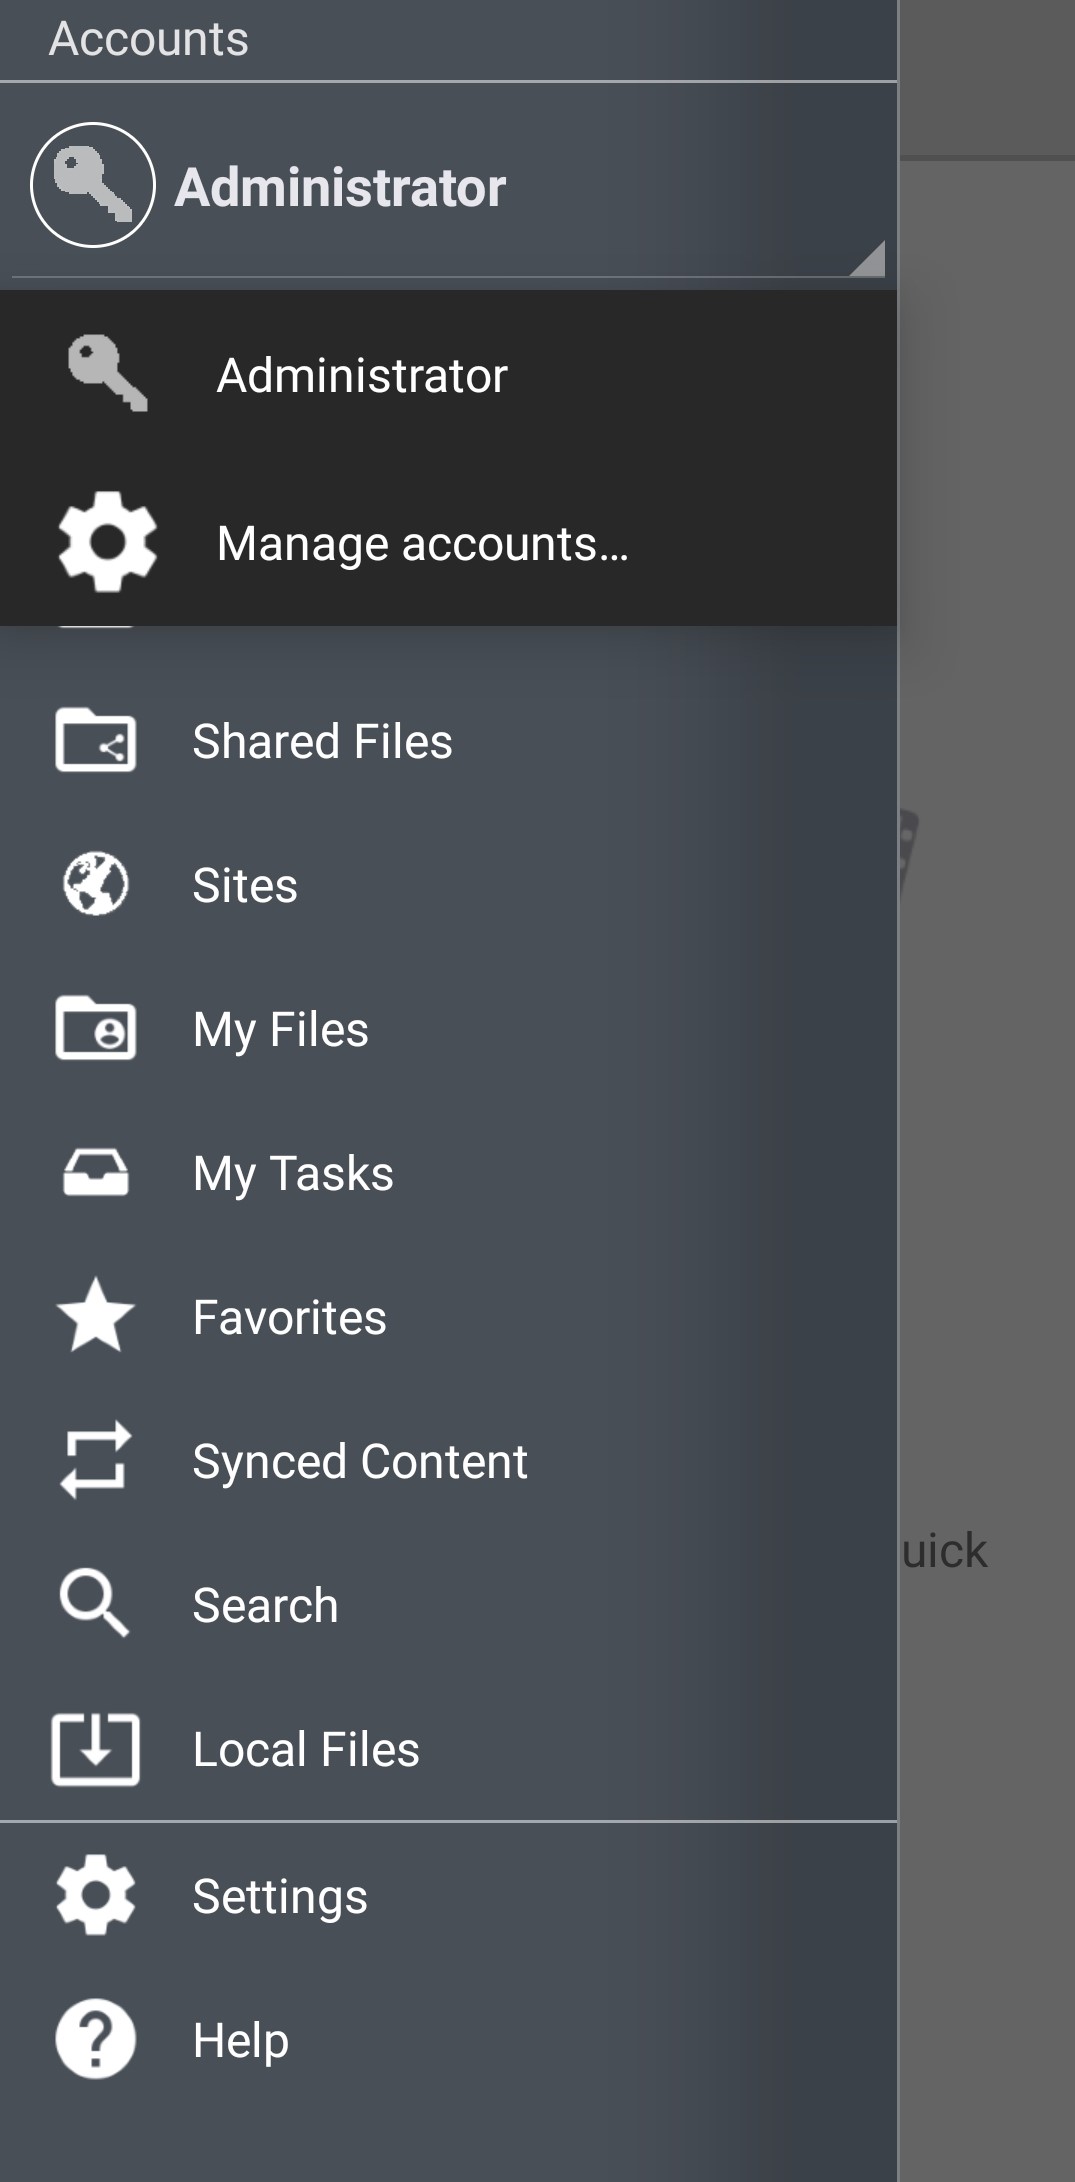 Accounts
Administrator
Administrator
Manage accounts…
Shared Files
Sites
My Files
My Tasks
Favorites
Synced Content
uick
Search
Local Files
Settings
Help